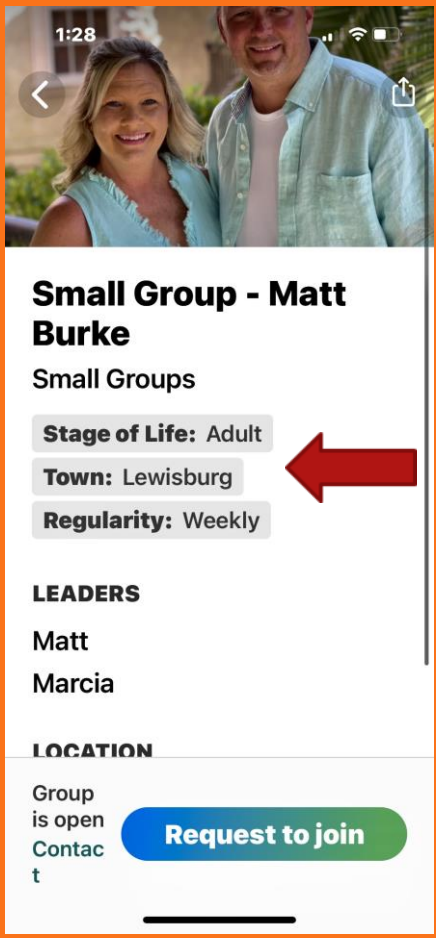 1:28
Small Group - Matt
Burke
Small Groups
Stage of Life: Adult
Town: Lewisburg
Regularity: Weekly
LEADERS
Matt
Marcia
LOCATION
Group
is open
Contac
t
Request to join